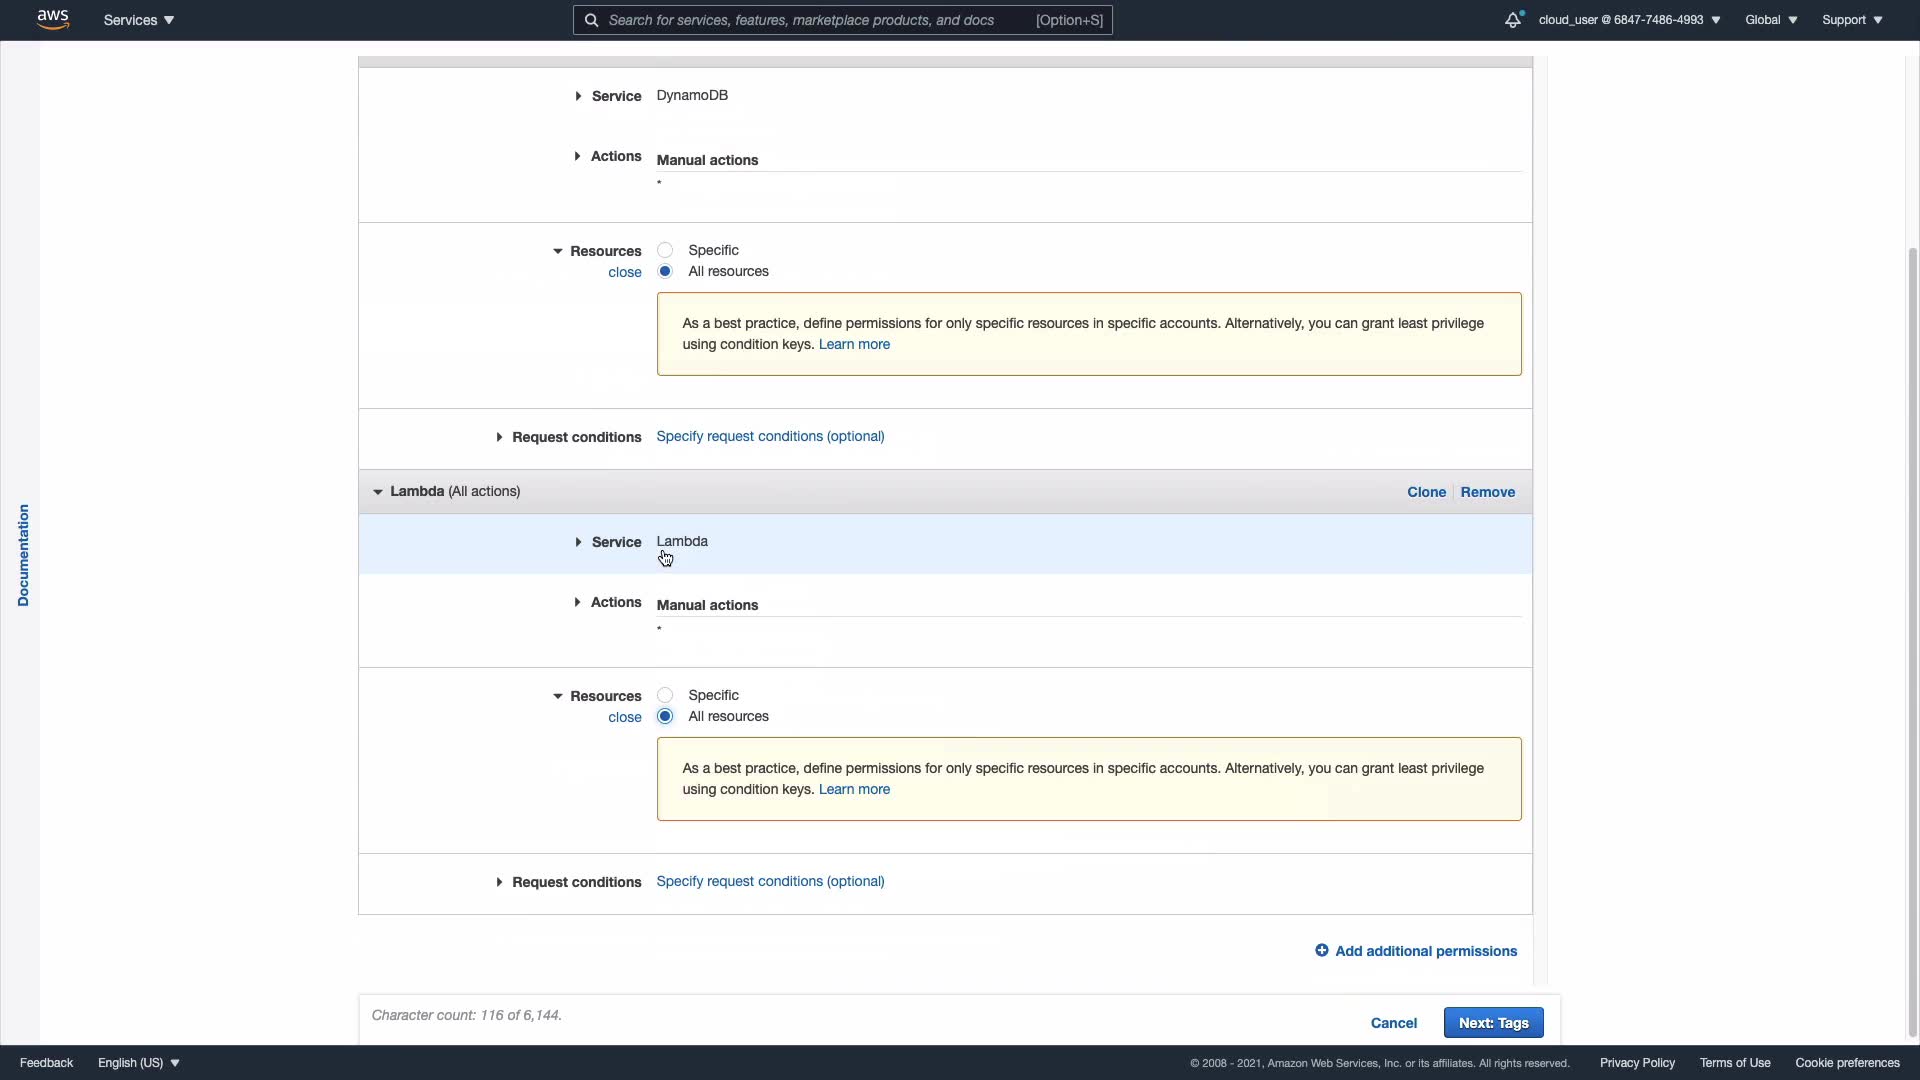 aws
Services
Search for services, features, marketplace products, and docs
[Option+S]
cloud_user @ 6847-7486-4993
Global
Support
Documentation
Service DynamoDB
Actions Manual actions
*
Resources Specific
close All resources
As a best practice, define permissions for only specific resources in specific accounts. Alternatively, you can grant least privilege
using condition keys. Learn more
Request conditions Specify request conditions (optional)
Lambda (All actions)
Clone Remove
Service Lambda
Actions Manual actions
*
Resources Specific
close All resources
As a best practice, define permissions for only specific resources in specific accounts. Alternatively, you can grant least privilege
using condition keys. Learn more
Request conditions Specify request conditions (optional)
Add additional permissions
Character count: 116 of 6,144.
Cancel
Next: Tags
Feedback
English (US)
© 2008 - 2021, Amazon Web Services, Inc. or its affiliates. All rights reserved.
Privacy Policy
Terms of Use
Cookie preferences